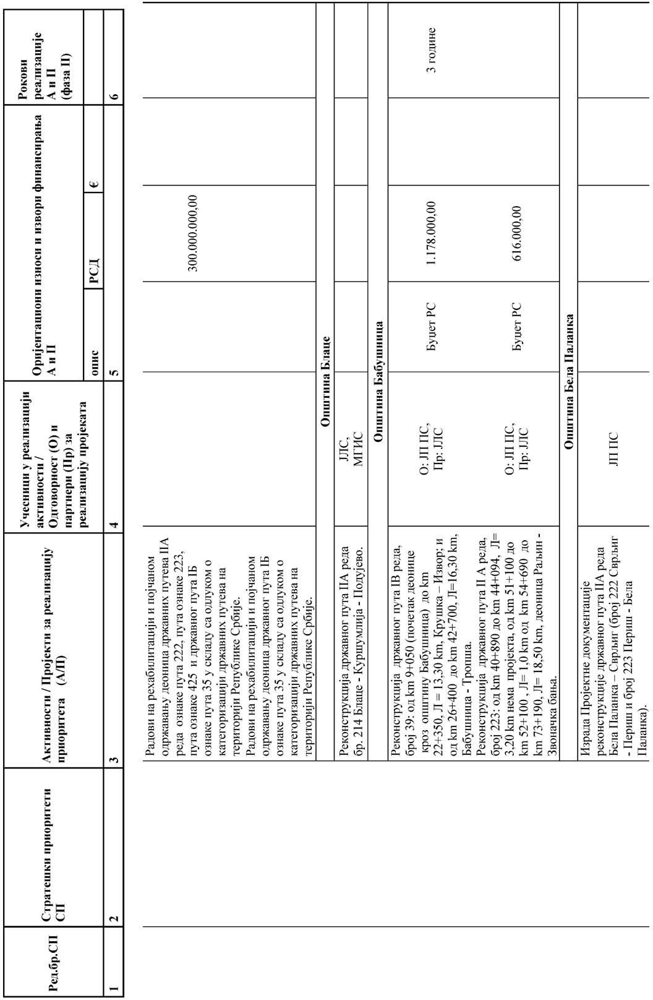 Ред.бр.СП
Стратешки приоритети
СП
Активности / Пројекти за реализацију
приоритета (А/П)
Учесници у реализацији
активности /
Одговорност (О) и
партнери (Пр) за
реализацију пројеката
Оријентациони износи и извори финансирања
А и П
опис
РСД
€
Рокови
реализације
А и П
(фаза II)
1
2
3
4
5
6
Радови на рехабилитацији и појчаном
одржавању деоница државних путева IIА
реда ознаке пута 222, пута ознаке 223,
пута ознаке 425 и државног пута IБ
ознаке пута 35 у складу са одлуком о
категоризацији државних путева на
територији Републике Србије.
300.000.000,00
Радови на рехабилитацији и појчаном
одржавању деоница државног пута IБ
ознаке пута 35 у складу са одлуком о
категоризацији државних путева на
територији Републике Србије.
Општина Блаце
Реконструкција државног пута IIА реда
бр. 214 Блаце - Куршумлија - Подујево.
ЈЛС,
МГИС
Општина Бабушница
Реконструкција државног пута IВ реда,
број 39: од km 9+050 (почетак деонице
кроз општину Бабушница) до km
22+350, Л = 13,30 km, Крушка – Извор; и
од km 26+400 до km 42+700, Л=16,30 km,
Бабушница - Тропша.
О: ЈП ПС,
Пр: ЈЛС
Буџет РС
1.178.000,00
3 године
Реконструкција државног пута II А реда,
број 223: од km 40+890 до km 44+094, Л=
3,20 km нема пројекта, од km 51+100 до
km 52+100 , Л= 1,0 km од km 54+690 до
km 73+190, Л= 18,50 km, деоница Раљин -
Звоначка бања.
О: ЈП ПС,
Пр: ЈЛС
Буџет РС
616.000,00
Општина Бела Паланка
Израда Пројектне документације
реконструкције државног пута IIА реда
Бела Паланка – Сврљиг (број 222 Сврљиг
- Периш и број 223 Периш - Бела
Паланка).
ЈП ПС